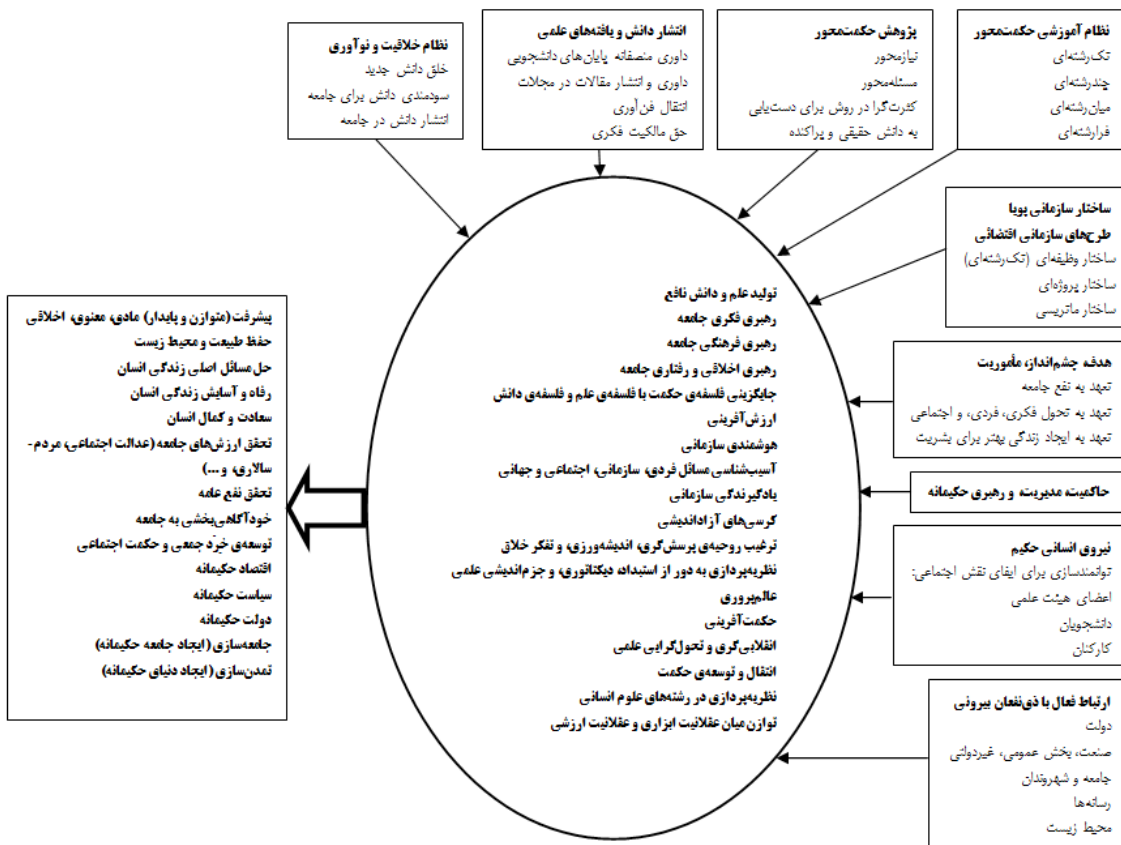 نظام آموزشی حکمت‌محور
تک‌رشته‌ای
چندرشته‌ای
میان‌رشته‌ای
فرارشته‌ای
پژوهش حکمت‌محور
نیازمحور
مسئله‌محور
کثرت‌گرا در روش برای دست‌یابی
به دانش حقیقی و پراکنده
انتشار دانش و یافته‌های علمی
داوری منصفانه پایان‌های دانشجویی
داوری و انتشار مقالات در مجلات
انتقال فن‌آوری
حق مالکیت فکری
نظام خلاقیت و نوآوری
خلق دانش جدید
سودمندی دانش برای جامعه
انتشار دانش در جامعه
ساختار سازمانی پویا
طرح‌های سازمانی اقتضائی
ساختار وظیفه‌ای (تک‌رشته‌ای)
ساختار پروژه‌ای
ساختار ماتریسی
هدف، چشم‌انداز، مأموریت
تعهد به نفع جامعه
تعهد به تحول فکری، فردی، و اجتماعی
تعهد به ایجاد زندگی بهتر برای بشریت
حاکمیت، مدیریت، و رهبری حکیمانه
نیروی انسانی حکیم
توانمندسازی برای ایفای نقش اجتماعی:
اعضای هیئت علمی
دانشجویان
کارکنان
ارتباط فعال با ذی‌نفعان بیرونی
دولت
صنعت، بخش عمومی، غیردولتی
جامعه و شهروندان
رسانه‌ها
محیط زیست
تولید علم و دانش نافع
رهبری فکری جامعه
رهبری فرهنگی جامعه
رهبری اخلاقی و رفتاری جامعه
جایگزینی فلسفه‌ی حکمت با فلسفه‌ی علم و فلسفه‌ی دانش
ارزش‌آفرینی
هوشمندی سازمانی
آسیب‌شناسی مسائل فردی، سازمانی، اجتماعی و جهانی
یادگیرندگی سازمانی
کرسی‌های آزاداندیشی
ترغیب روحیه‌ی پرسش‌گری، اندیشه‌ورزی، و تفکر خلاق
نظریه‌پردازی به دور از استبداد، دیکتاتوری، و جزم‌اندیشی علمی
عالم‌پروری
حکمت‌آفرینی
انقلابی‌گری و تحول‌گرایی علمی
انتقال و توسعه‌ی حکمت
نظریه‌پردازی در رشته‌های علوم انسانی
توازن میان عقلانیت ابزاری و عقلانیت ارزشی
پیشرفت (متوازن و پایدار) مادی، معنوی، اخلاقی
حفظ طبیعت و محیط زیست
حل مسائل اصلی زندگی انسان
رفاه و آسایش زندگی انسان
سعادت و کمال انسان
تحقق ارزش‌های جامعه (عدالت اجتماعی، مردم-
سالاری، و ...)
تحقق نفع عامه
خودآگاهی‌بخشی به جامعه
توسعه‌ی خِرَد جمعی و حکمت اجتماعی
اقتصاد حکیمانه
سیاست حکیمانه
دولت حکیمانه
جامعه‌سازی (ایجاد جامعه حکیمانه)
تمدن‌سازی (ایجاد دنیای حکیمانه)